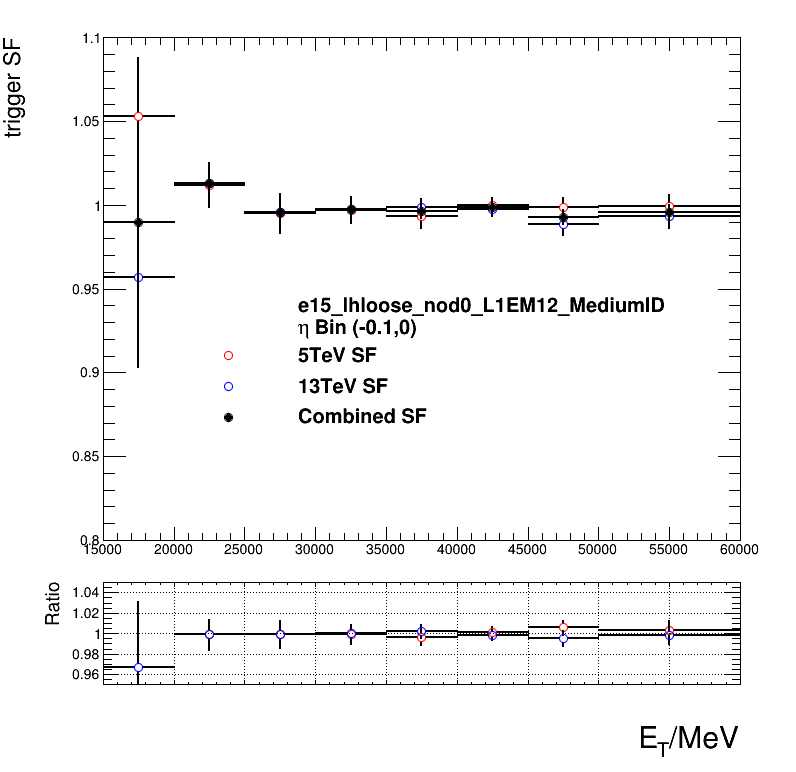 trigger SF
1.1
1.05
1
0.95
0.9
0.85
0.8
e15_lhloose_nod0_L1EM12_MediumID
η Bin (-0.1,0)
5TeV SF
13TeV SF
Combined SF
15000 20000 25000 30000 35000 40000 45000 50000 55000 60000
Ratio
1.04
1.02
1
0.98
0.96
E_T/MeV